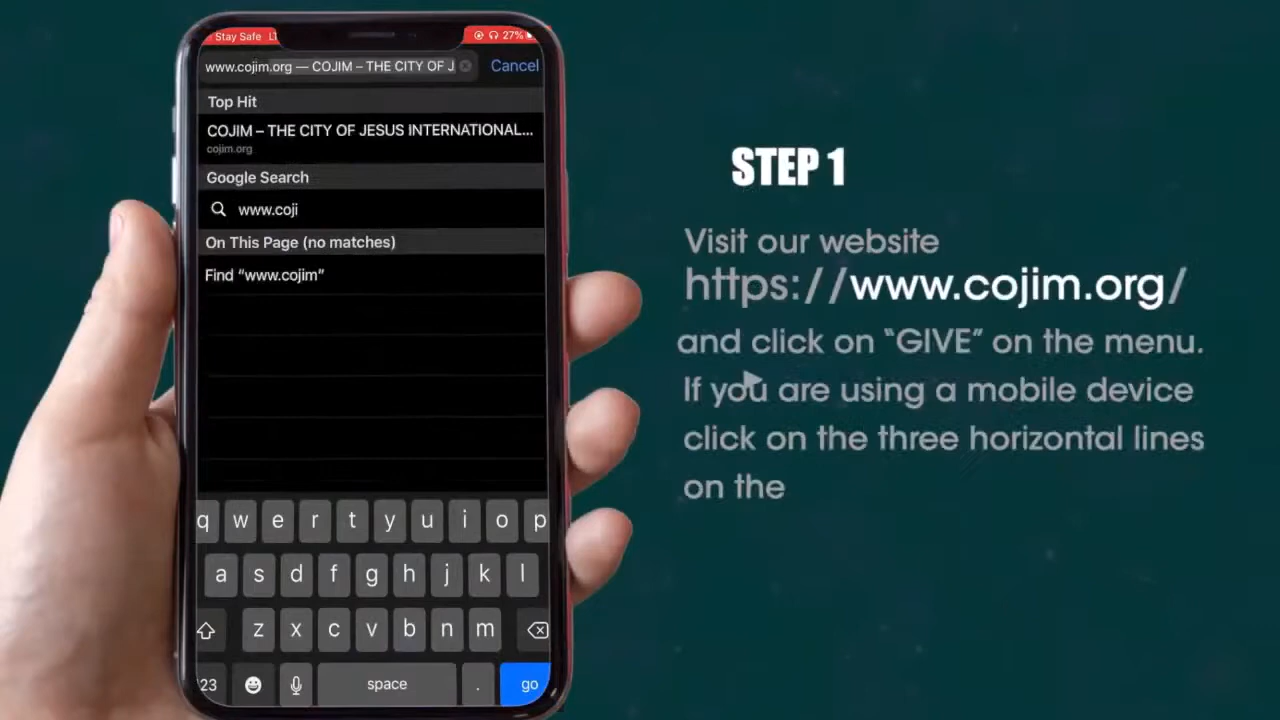 Stay Safe
27%
www.cojim.org — COJIM – THE CITY OF J
Cancel
Top Hit
COJIM – THE CITY OF JESUS INTERNATIONAL...
cojim.org
Google Search
www.coji
On This Page (no matches)
Find “www.cojim”
q w e r t y u i o p
a s d f g h j k l
z x c v b n m
23
space
.
go
STEP 1
Visit our website
https://www.cojim.org/
and click on “GIVE” on the menu.
If you are using a mobile device
click on the three horizontal lines
on the